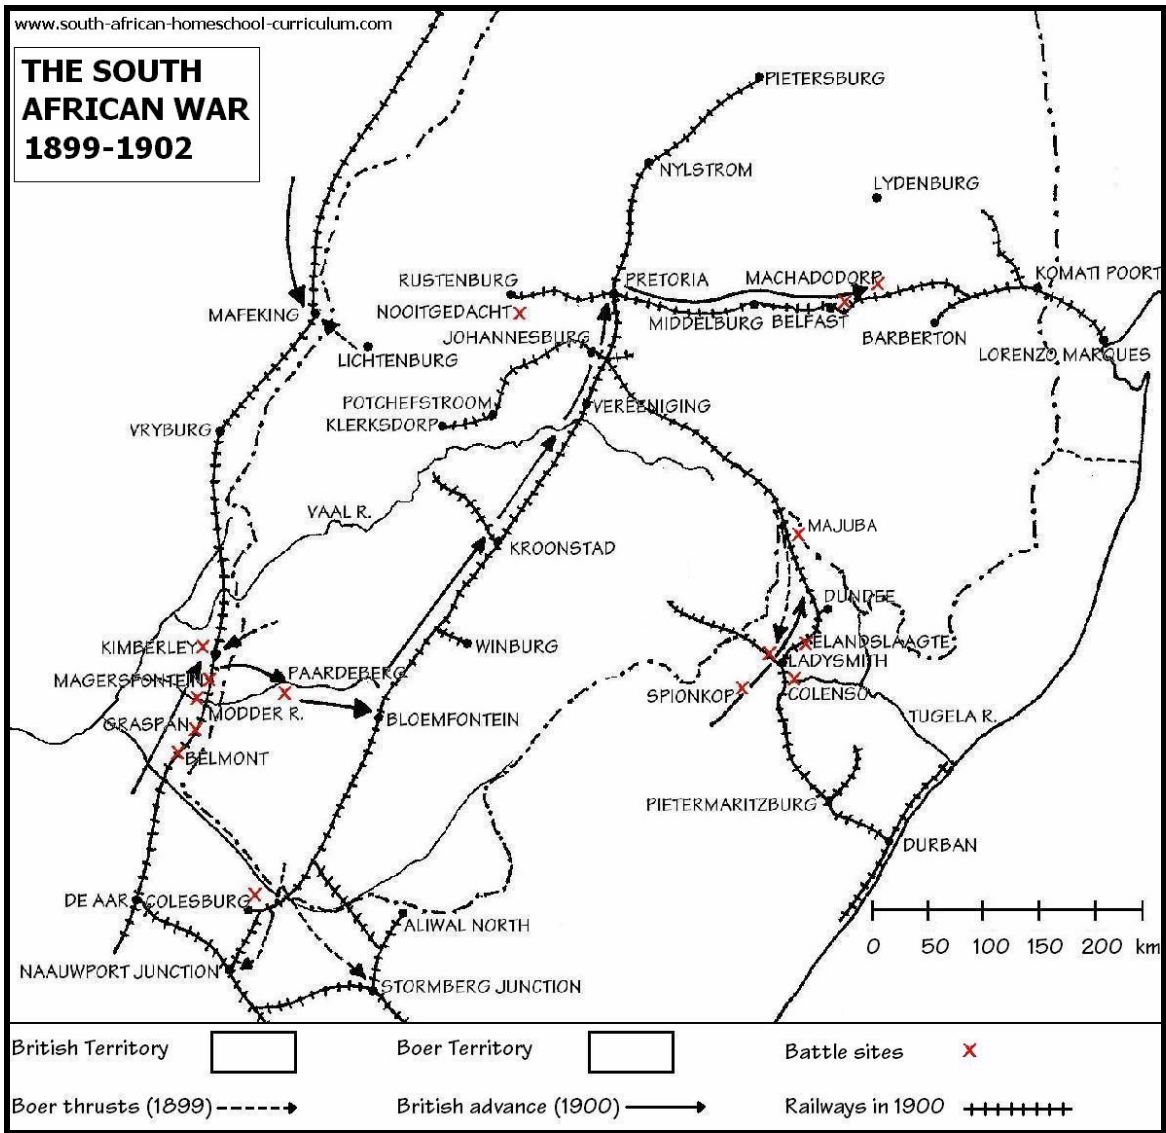 www.south-african-homeschool-curriculum.com
THE SOUTH
AFRICAN WAR
1899-1902
PIETERSBURG
NYLSTROM
LYDENBURG
RUSTENBURG
PRETORIA
MACHADODORP
KOMATI POORT
NOOITGEDACHT
MAFEKING
MIDDELBURG
BELFAST
JOHANNESBURG
BARBERTON
LICHTENBURG
LORENZO MARQUES
POTCHEFSTROOM
VEREENIGING
KLERKSDORP
VRYBURG
VAAL R.
MAJUBA
KROONSTAD
DUNDEE
KIMBERLEY
WINBURG
ELANDSLAAGTE
LADYSMITH
PAARDEBERG
MAGERSFONTEIN
SPIONKOP
COLENSO
MODDER R.
BLOEMFONTEIN
TUGELA R.
GRASPAN
BELMONT
PIETERMARITZBURG
DURBAN
DE AAR
COLESBURG
ALIWAL NORTH
0 50 100 150 200 km
NAAUWPORT JUNCTION
STORMBERG JUNCTION
British Territory
Boer Territory
Battle sites
Boer thrusts (1899)
British advance (1900)
Railways in 1900